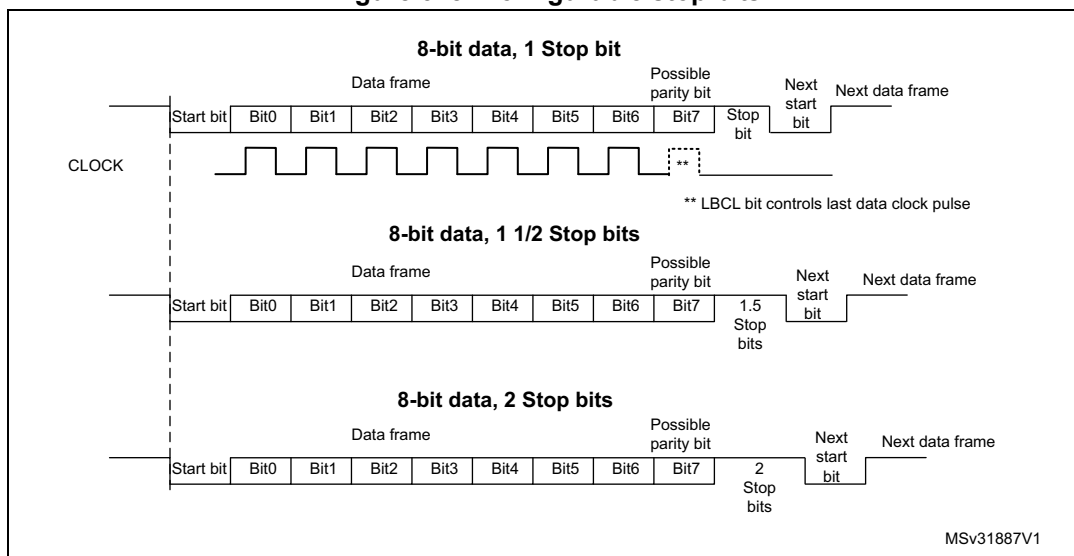 8-bit data, 1 Stop bit
Data frame
Possible
parity bit
Next
start
bit
Next data frame
Start bit Bit0 Bit1 Bit2 Bit3 Bit4 Bit5 Bit6 Bit7 Stop
bit
CLOCK
**
** LBCL bit controls last data clock pulse
8-bit data, 1 1/2 Stop bits
Data frame
Possible
parity bit
Next
start
bit
Next data frame
Start bit Bit0 Bit1 Bit2 Bit3 Bit4 Bit5 Bit6 Bit7 1.5
Stop
bits
8-bit data, 2 Stop bits
Data frame
Possible
parity bit
Next
start
bit
Next data frame
Start bit Bit0 Bit1 Bit2 Bit3 Bit4 Bit5 Bit6 Bit7 2
Stop
bits
MSv31887V1